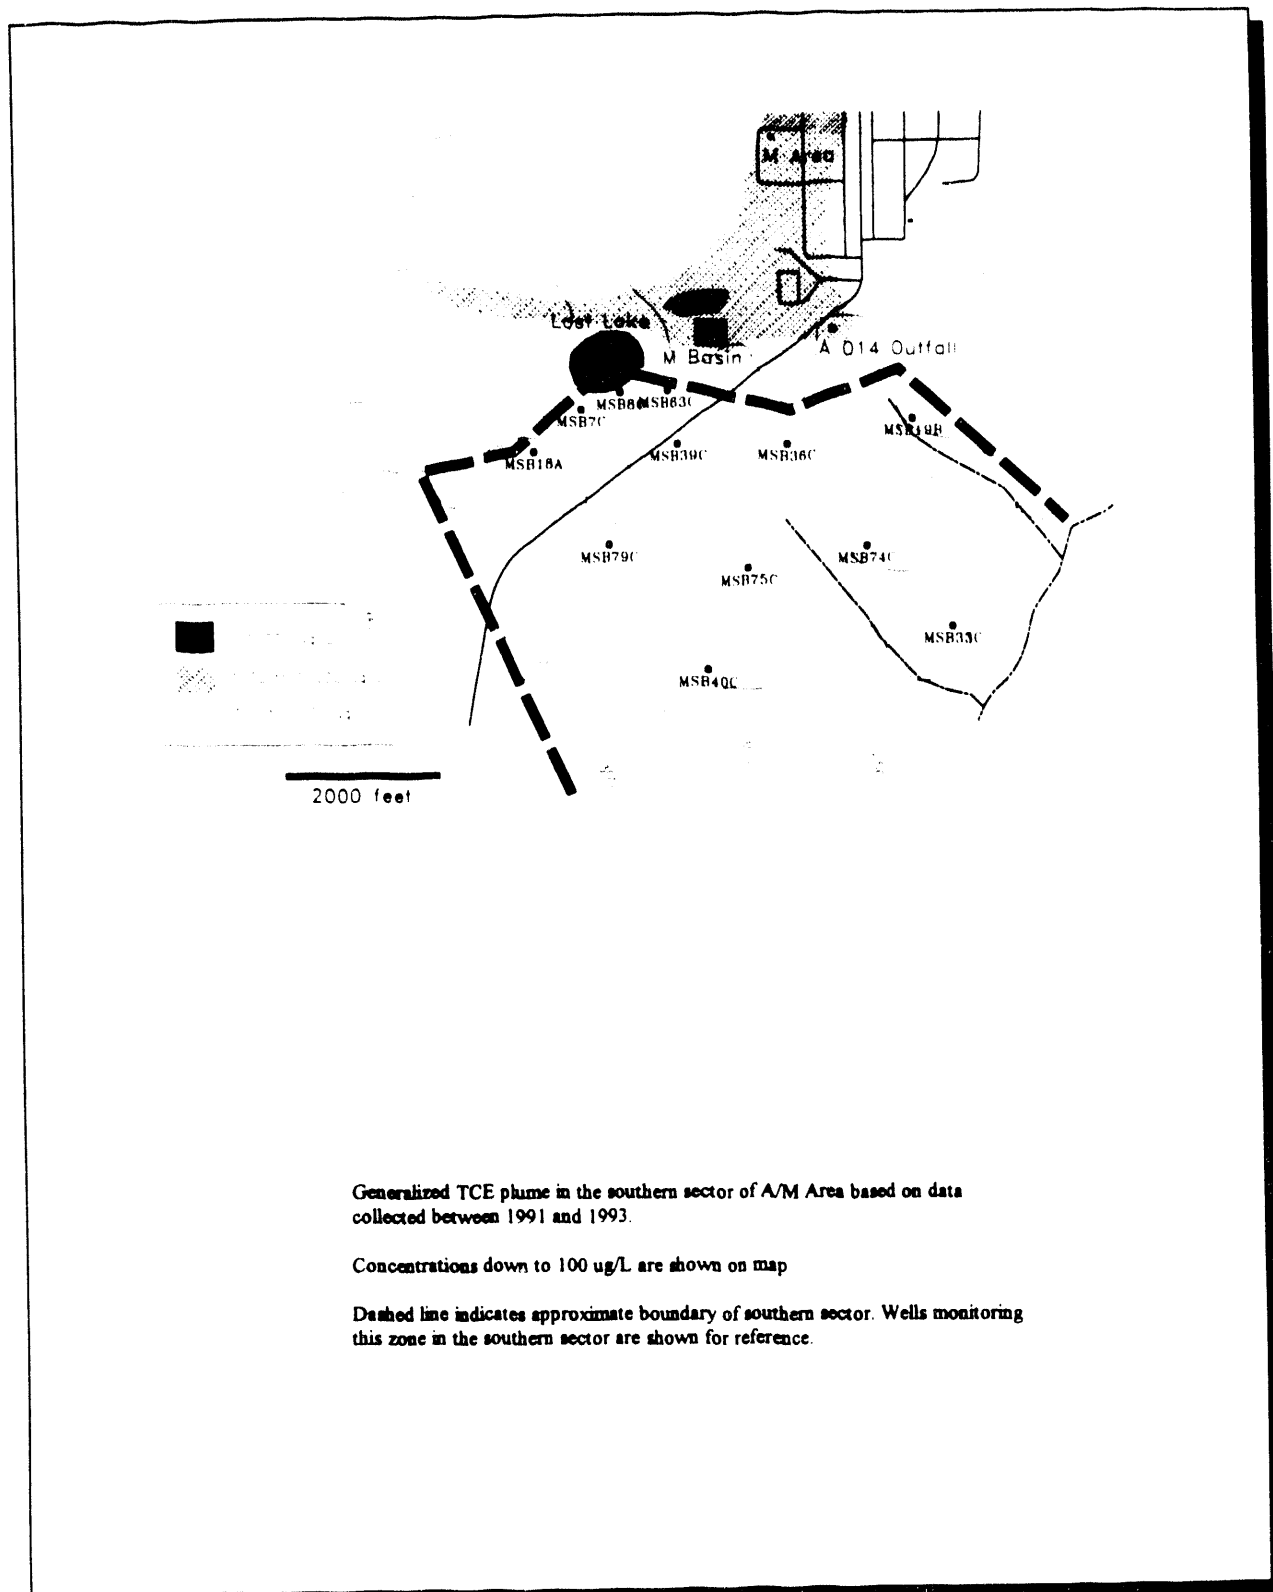 M Area
Lost Lake
M Basin
A 014 Outfall
MSB63C
MSB7C
MSB19B
MSB18A
MSB39C
MSB36C
MSB79C
MSB74C
MSB75C
MSB33C
MSB40C
2000 feet
Generalized TCE plume in the southern sector of A/M Area based on data
collected between 1991 and 1993.
Concentrations down to 100 ug/L are shown on map
Dashed line indicates approximate boundary of southern sector. Wells monitoring
this zone in the southern sector are shown for reference.